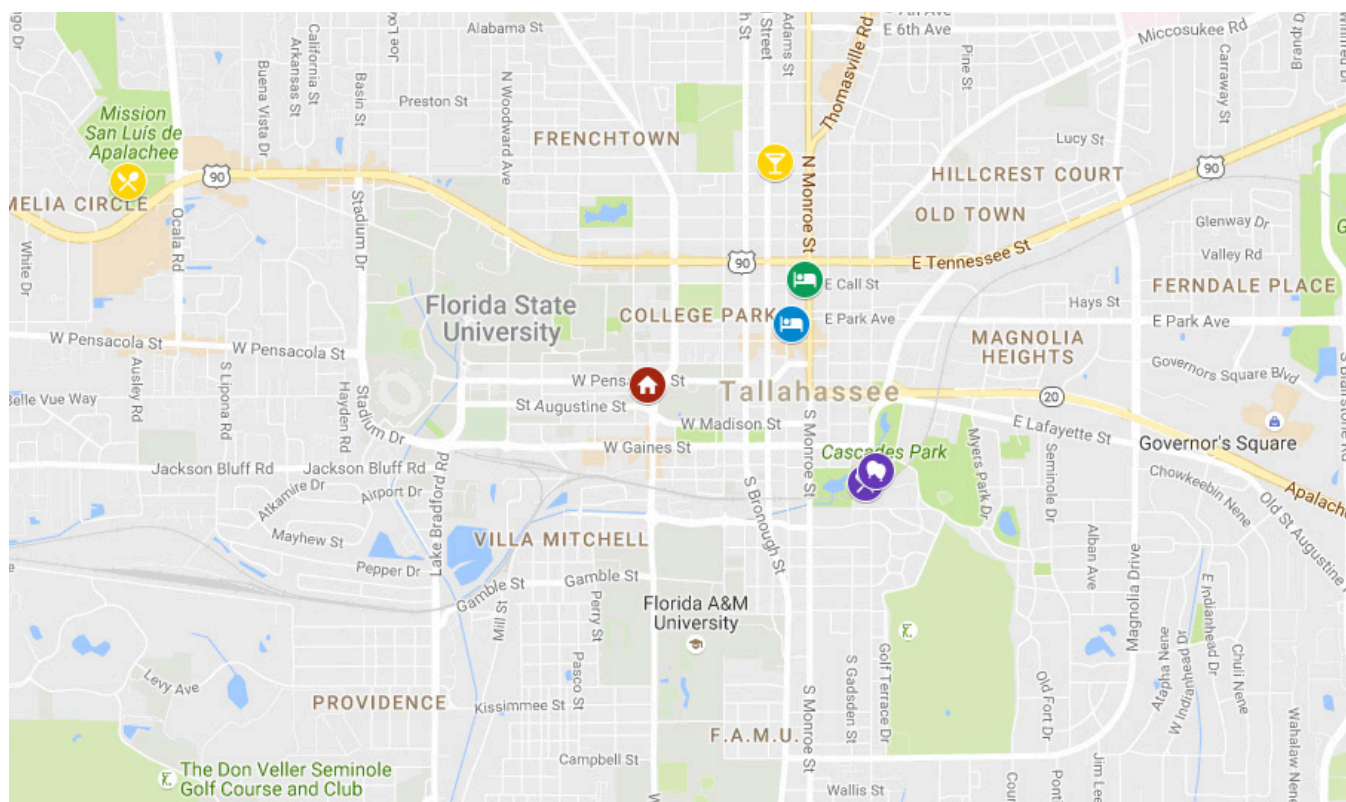 Alabama St
E 6th Ave
Miccosukee Rd
Adams St
Street
Thomasville Rd
Pine St
Carraway St
California St
Arkansas St
Buena Vista Dr
Basin St
Preston St
N Woodward Ave
Mission
San Luis de
Apalachee
FRENCHTOWN
Lucy St
90
90
HILLCREST COURT
N Monroe St
MELIA CIRCLE
OLD TOWN
Ocala Rd
Stadium Dr
Glenway Dr
White Dr
90
E Tennessee St
Valley Rd
E Call St
FERNDALE PLACE
Florida State
University
COLLEGE PARK
E Park Ave
Hays St
E Park Ave
W Pensacola St
W Pensacola St
MAGNOLIA
HEIGHTS
Governors Square Blvd
Ausley Rd
S Lipona Rd
Hayden Rd
Belle Vue Way
St Augustine St
Tallahassee
20
W Madison St
E Lafayette St
Stadium Dr
W Gaines St
S Monroe St
Cascades Park
Governor's Square
Jackson Bluff Rd
Jackson Bluff Rd
Myers Park Dr
Seminole Dr
Chowkeebin Nene
Atkamire Dr
Airport Dr
Lake Bradford Rd
S Bronough St
Old St Augustine
Mayhew St
VILLA MITCHELL
Alban Ave
Magnolia Drive
Pepper Dr
Gamble St
Gamble St
Mill St
Perry St
Florida A&M
University
E Indianhead Dr
W Indianhead Dr
Atapha Nene
Chuli Nene
Levy Ave
Pasco St
S Gadsden St
Golf Terrace Dr
Old Fort Dr
PROVIDENCE
Kissimmee St
S Monroe St
F.A.M.U.
Wahalaw Nene
Campbell St
The Don Veller Seminole
Golf Course and Club
Wallis St
Jim Lee